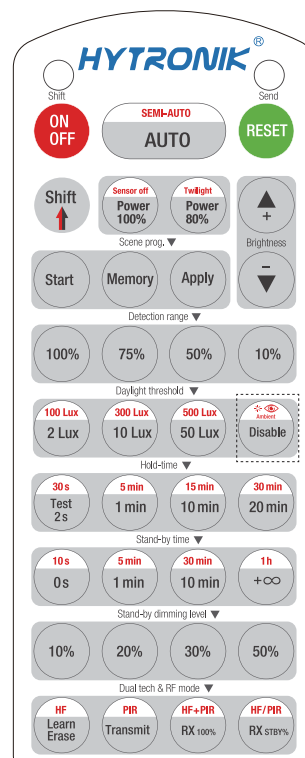 HYTRONIK®
Shift Send
ON
OFF
SEMI-AUTO
AUTO
RESET
Shift
Sensor off
Power
100%
Twilight
Power
80%
+
Brightness
−
Scene prog. ▼
Start Memory Apply
Detection range ▼
100% 75% 50% 10%
Daylight threshold ▼
100 Lux 300 Lux 500 Lux Ambient
2 Lux 10 Lux 50 Lux Disable
Hold-time ▼
30s 5 min 15 min 30 min
Test
2s
1 min 10 min 20 min
Stand-by time ▼
10s 5 min 30 min 1h
0s 1 min 10 min +∞
Stand-by dimming level ▼
10% 20% 30% 50%
Dual tech & RF mode ▼
HF PIR HF+PIR HF/PIR
Learn
Erase
Transmit RX 100% RX STBY%